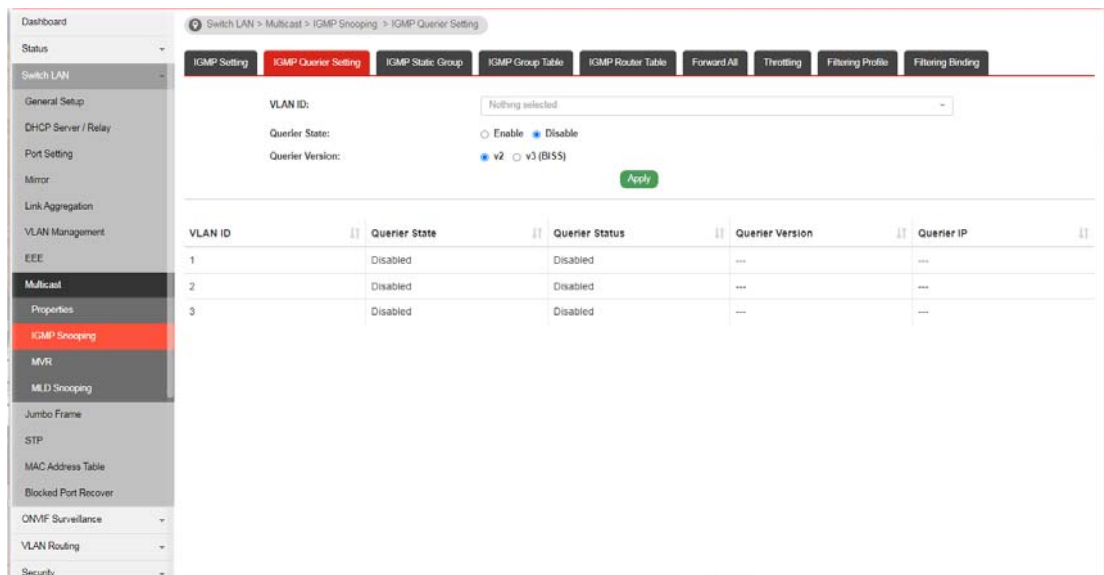 Dashboard
Status
Switch LAN
General Setup
DHCP Server / Relay
Port Setting
Mirror
Link Aggregation
VLAN Management
EEE
Multicast
Properties
IGMP Snooping
MVR
MLD Snooping
Jumbo Frame
STP
MAC Address Table
Blocked Port Recover
ONVIF Surveillance
VLAN Routing
Security
Switch LAN > Multicast > IGMP Snooping > IGMP Querier Setting
IGMP Setting IGMP Querier Setting IGMP Static Group IGMP Group Table IGMP Router Table Forward All Throttling Filtering Profile Filtering Binding
VLAN ID: Nothing selected
Querier State: Enable Disable
Querier Version: v2 v3 (BISS)
Apply
VLAN ID Querier State Querier Status Querier Version Querier IP
1 Disabled Disabled --- ---
2 Disabled Disabled --- ---
3 Disabled Disabled --- ---